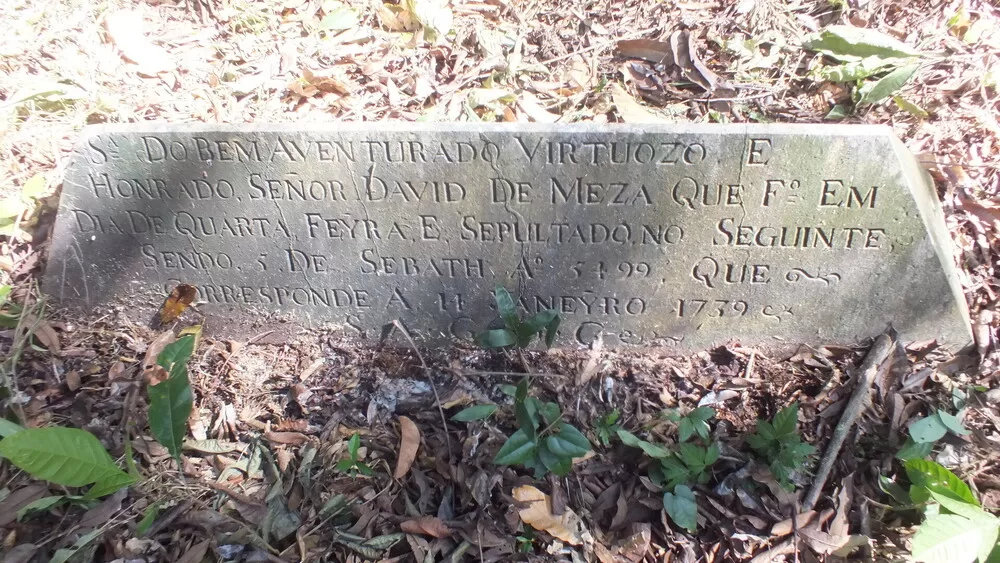 Sᵃ Do Bem Aventurado Virtuozo E
Honrado, Señor David De Meza Que Fº Em
Dia De Quarta Feyra, E, Sepultado, no Seguinte,
Sendo, 5, De Sebath, Aº 5499, Que
Corresponde A 14 Janeyro 1739
S A G